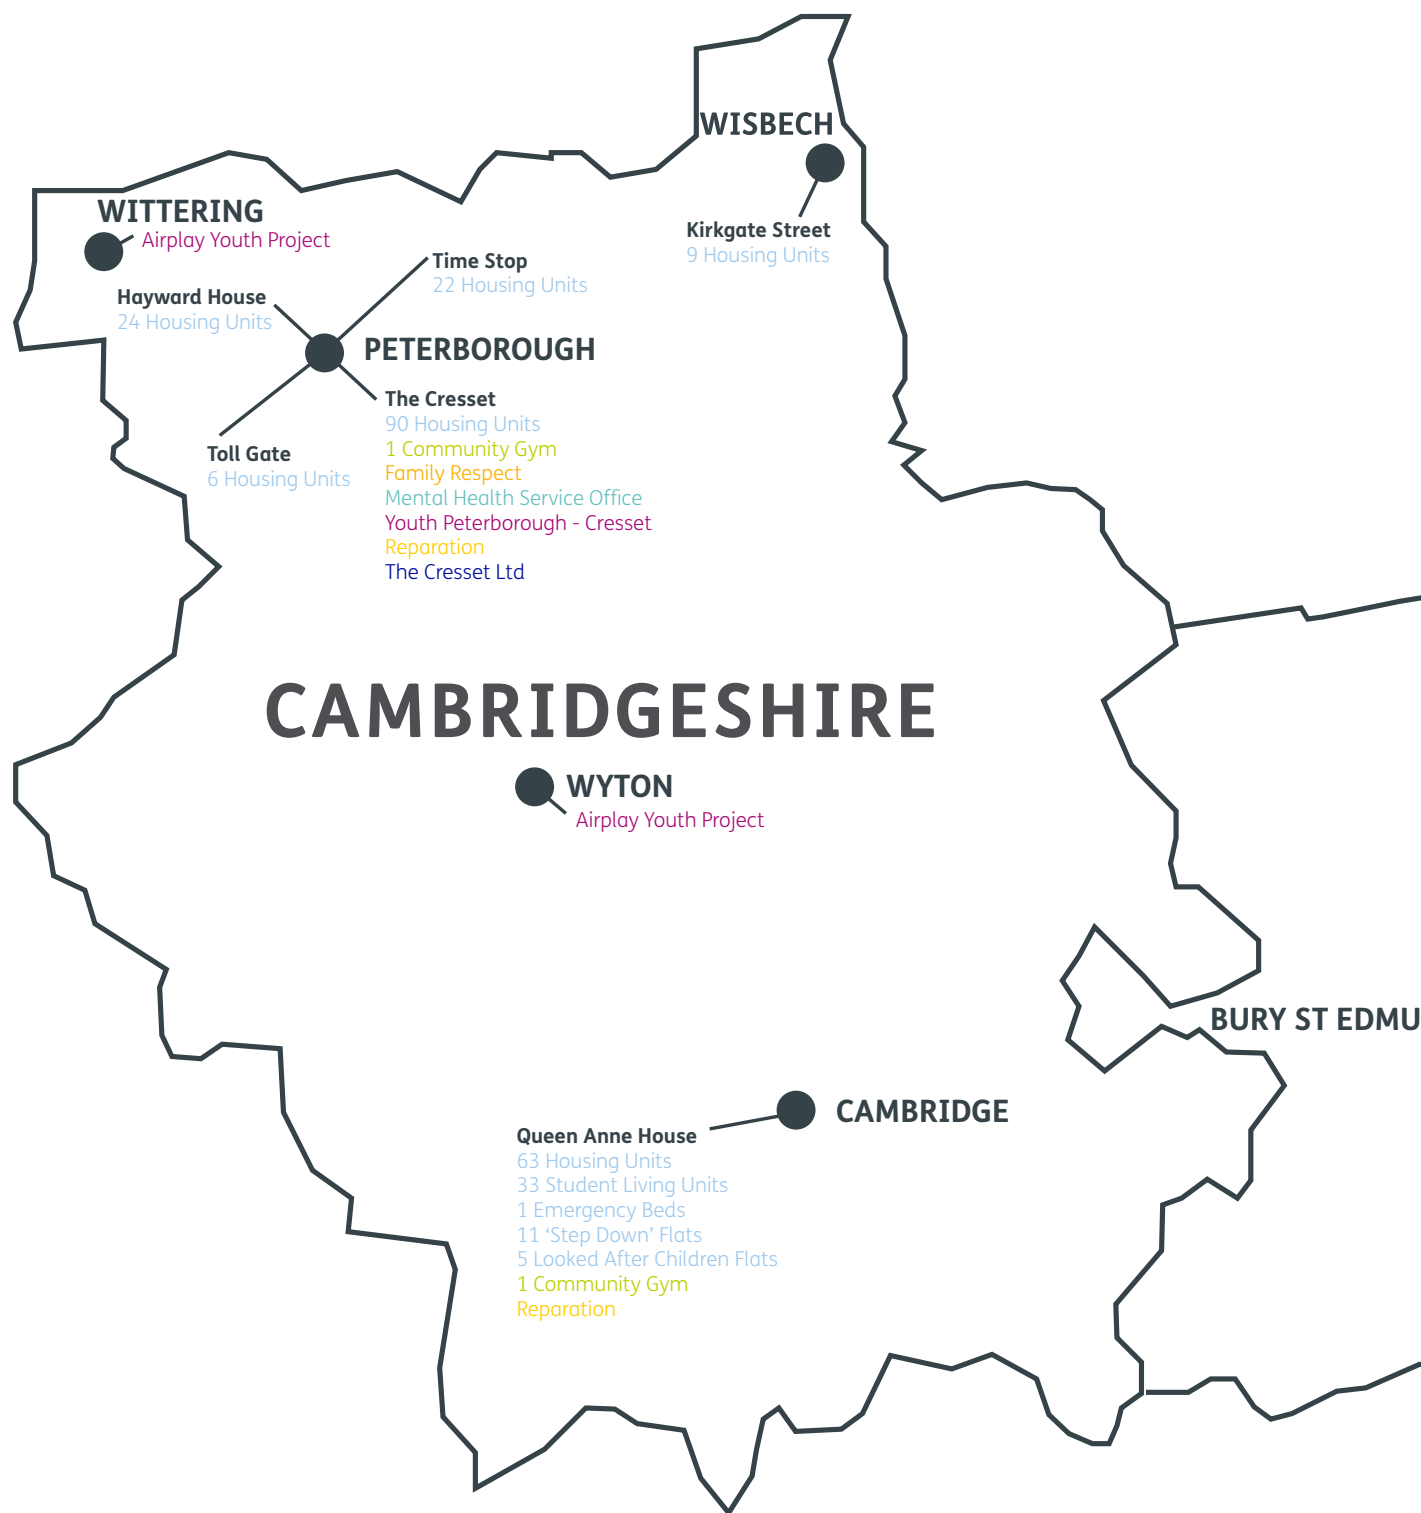 WISBECH
Kirkgate Street
9 Housing Units
WITTERING
Airplay Youth Project
Time Stop
22 Housing Units
Hayward House
24 Housing Units
PETERBOROUGH
The Cresset
90 Housing Units
1 Community Gym
Family Respect
Mental Health Service Office
Youth Peterborough - Cresset
Reparation
The Cresset Ltd
Toll Gate
6 Housing Units
CAMBRIDGESHIRE
WYTON
Airplay Youth Project
BURY ST EDMU
CAMBRIDGE
Queen Anne House
63 Housing Units
33 Student Living Units
1 Emergency Beds
11 ‘Step Down’ Flats
5 Looked After Children Flats
1 Community Gym
Reparation